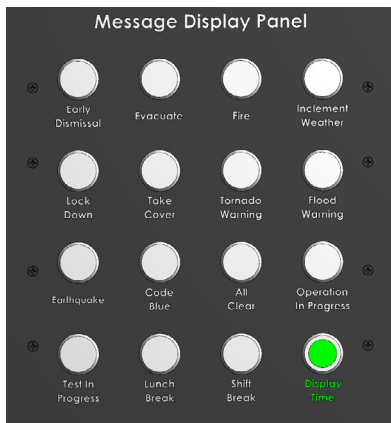 Message Display Panel
Early
Dismissal
Evacuate
Fire
Inclement
Weather
Lock
Down
Take
Cover
Tornado
Warning
Flood
Warning
Earthquake
Code
Blue
All
Clear
Operation
In Progress
Test In
Progress
Lunch
Break
Shift
Break
Display
Time